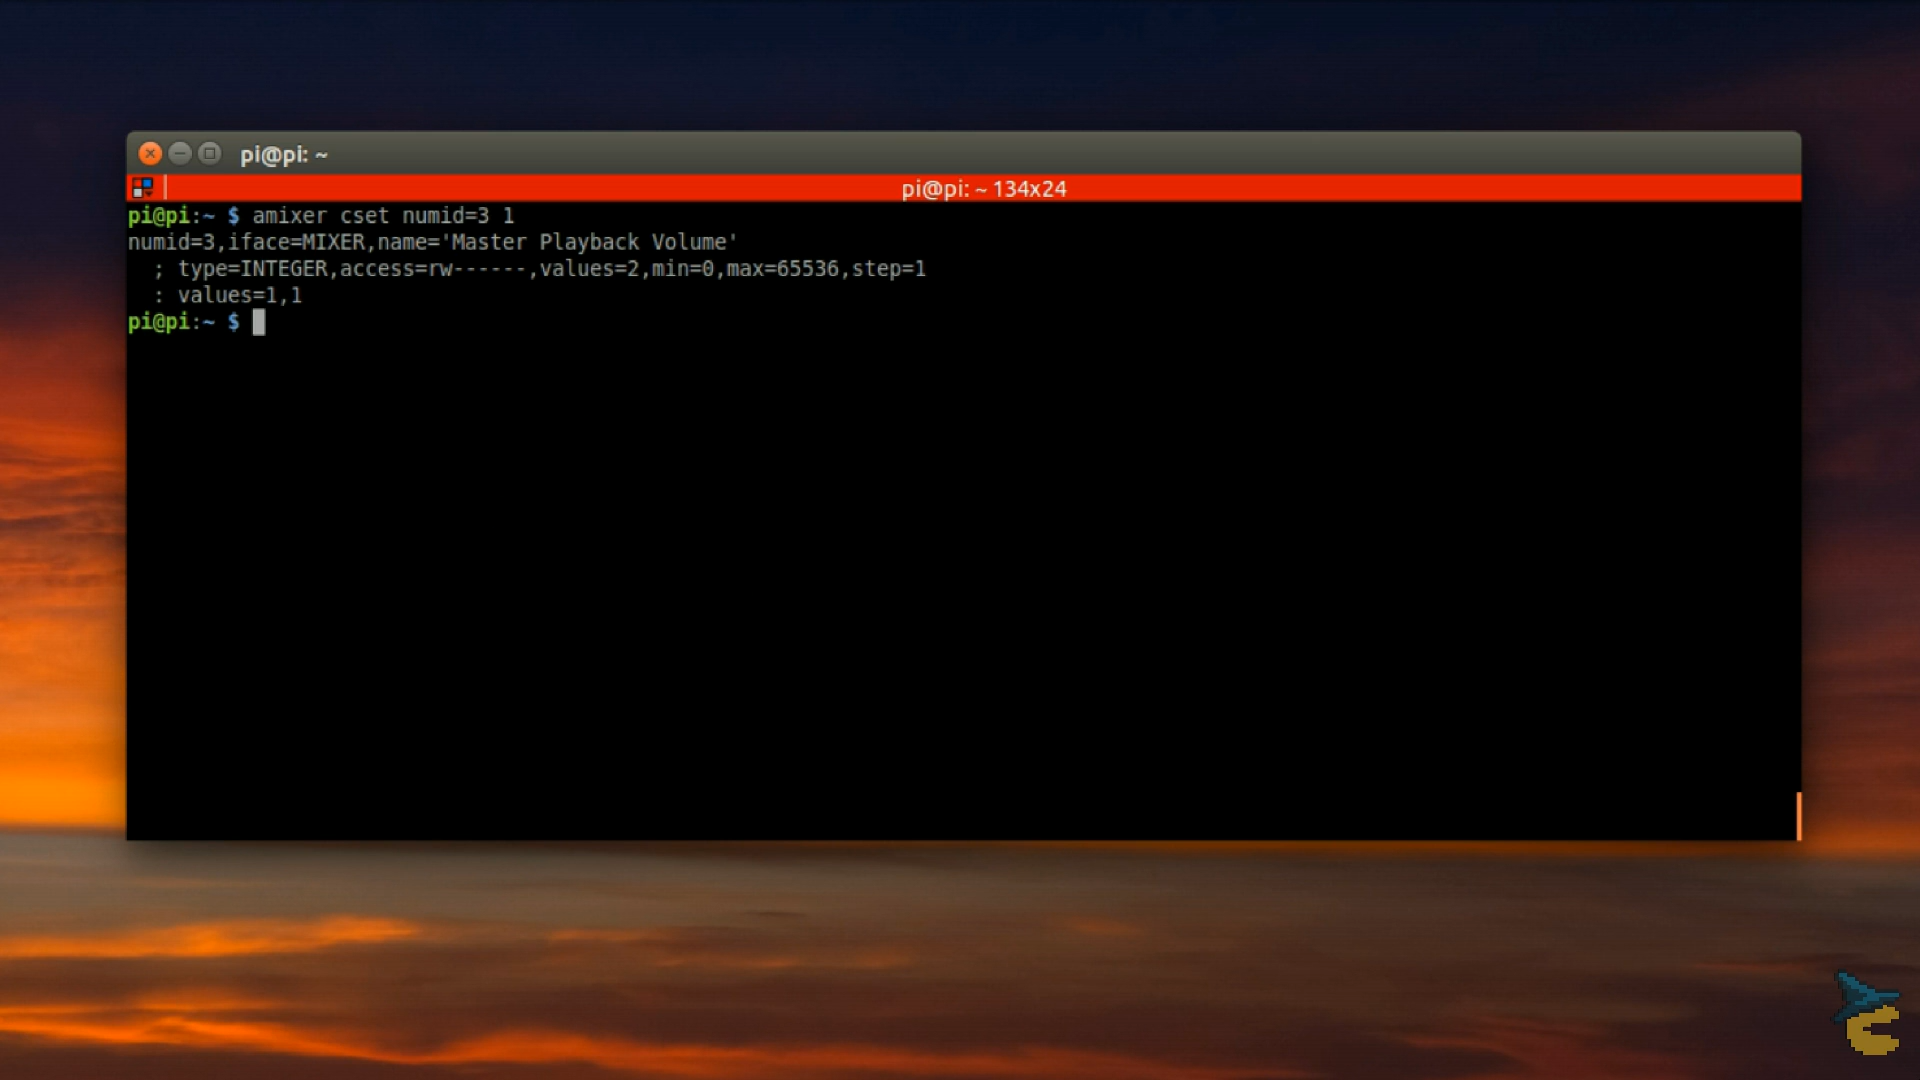 pi@pi: ~
pi@pi: ~ 134x24
pi@pi:~ $ amixer cset numid=3 1
numid=3,iface=MIXER,name='Master Playback Volume'
  ; type=INTEGER,access=rw------,values=2,min=0,max=65536,step=1
  : values=1,1
pi@pi:~ $